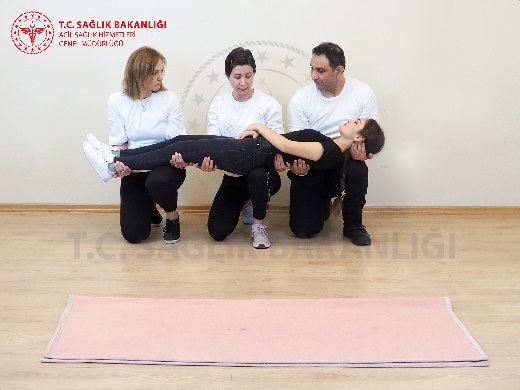 T.C. SAĞLIK BAKANLIĞI
ACİL SAĞLIK HİZMETLERİ
GENEL MÜDÜRLÜĞÜ
T.C. SAĞLIK BAKANLIĞI